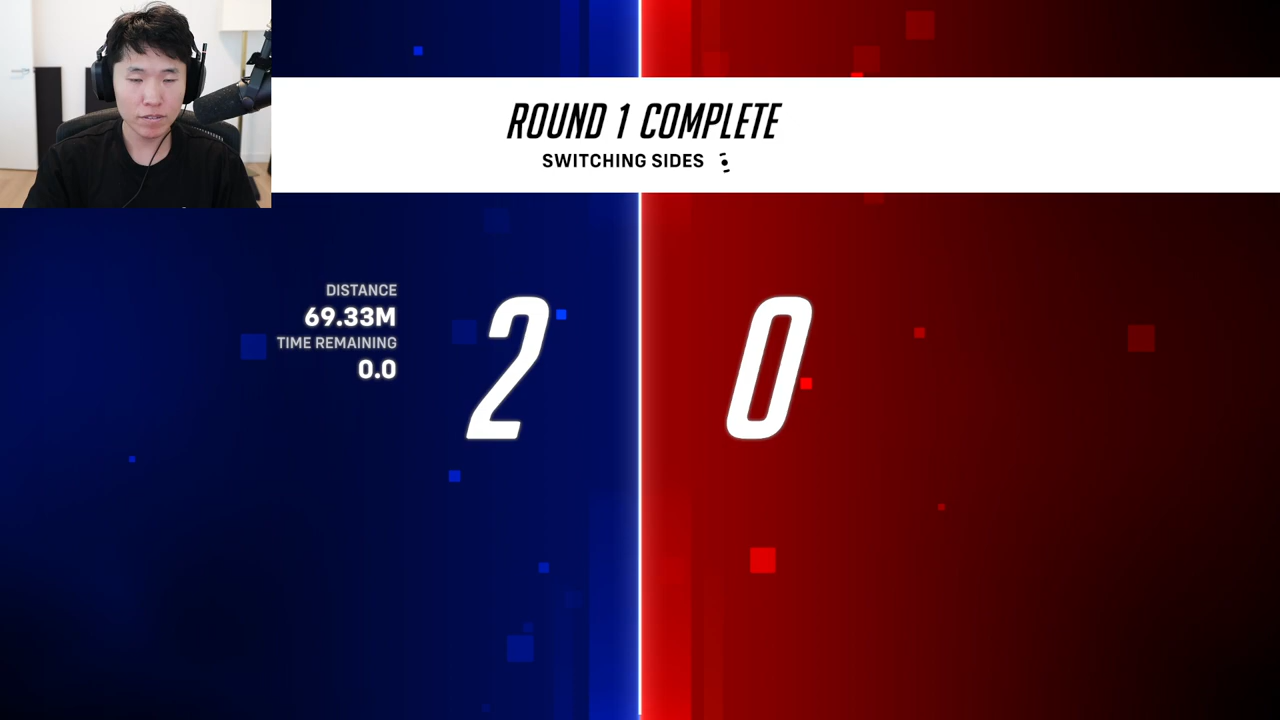 ROUND 1 COMPLETE
SWITCHING SIDES
DISTANCE
69.33M
TIME REMAINING
0.0
2
0